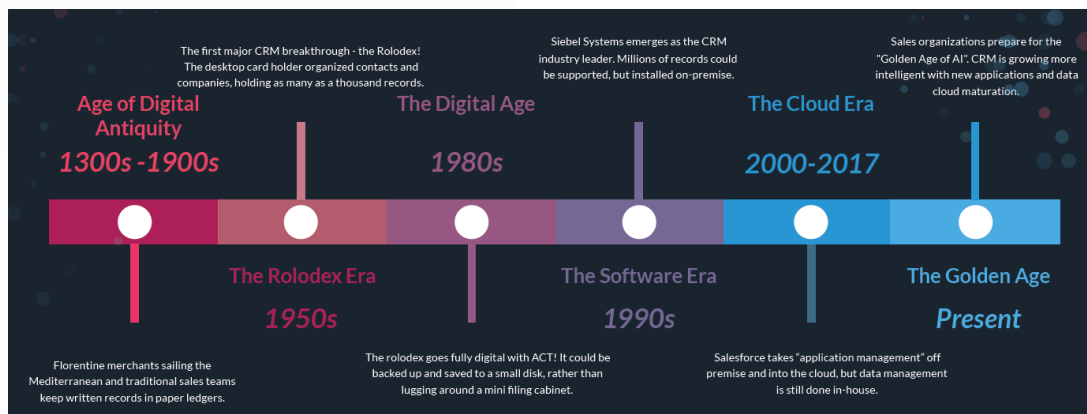 The first major CRM breakthrough - the Rolodex!
The desktop card holder organized contacts and
companies, holding as many as a thousand records.
Siebel Systems emerges as the CRM
industry leader. Millions of records could
be supported, but installed on-premise.
Sales organizations prepare for the
"Golden Age of AI". CRM is growing more
intelligent with new applications and data
cloud maturation.
Age of Digital
Antiquity
1300s -1900s
The Digital Age
1980s
The Cloud Era
2000-2017
The Rolodex Era
1950s
The Software Era
1990s
The Golden Age
Present
Florentine merchants sailing the
Mediterranean and traditional sales teams
keep written records in paper ledgers.
The rolodex goes fully digital with ACT! It could be
backed up and saved to a small disk, rather than
lugging around a mini filing cabinet.
Salesforce takes “application management” off
premise and into the cloud, but data management
is still done in-house.